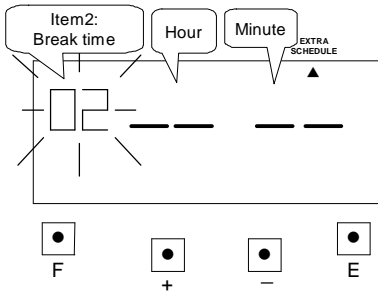 Item2:
Break time
Hour
Minute
EXTRA
SCHEDULE
02 -- --
F
+
−
E